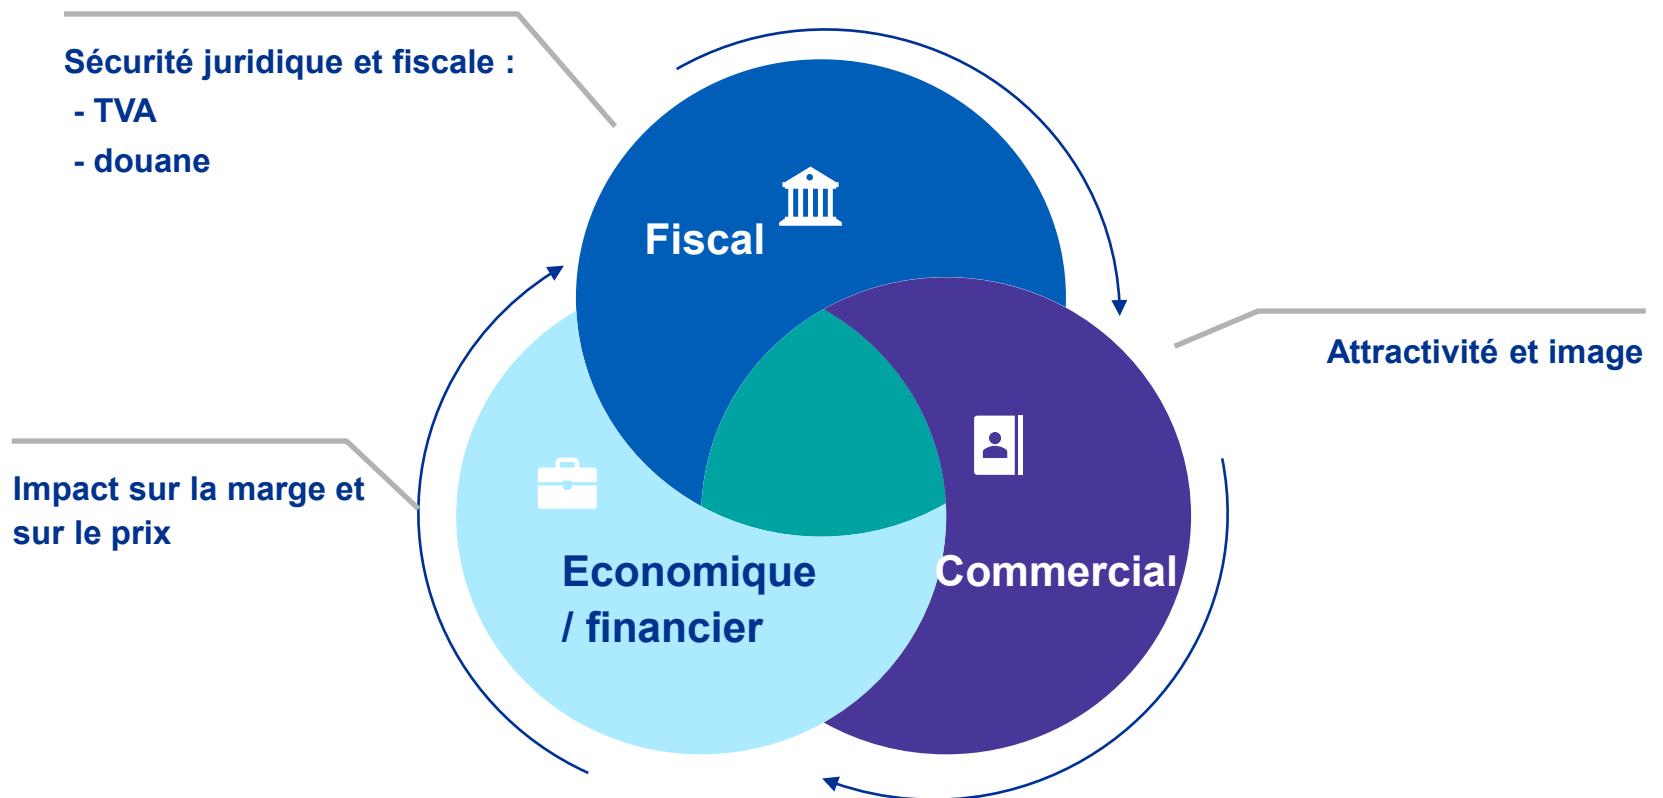 Sécurité juridique et fiscale :
- TVA
- douane
Fiscal
Attractivité et image
Impact sur la marge et
sur le prix
Economique
/ financier
Commercial